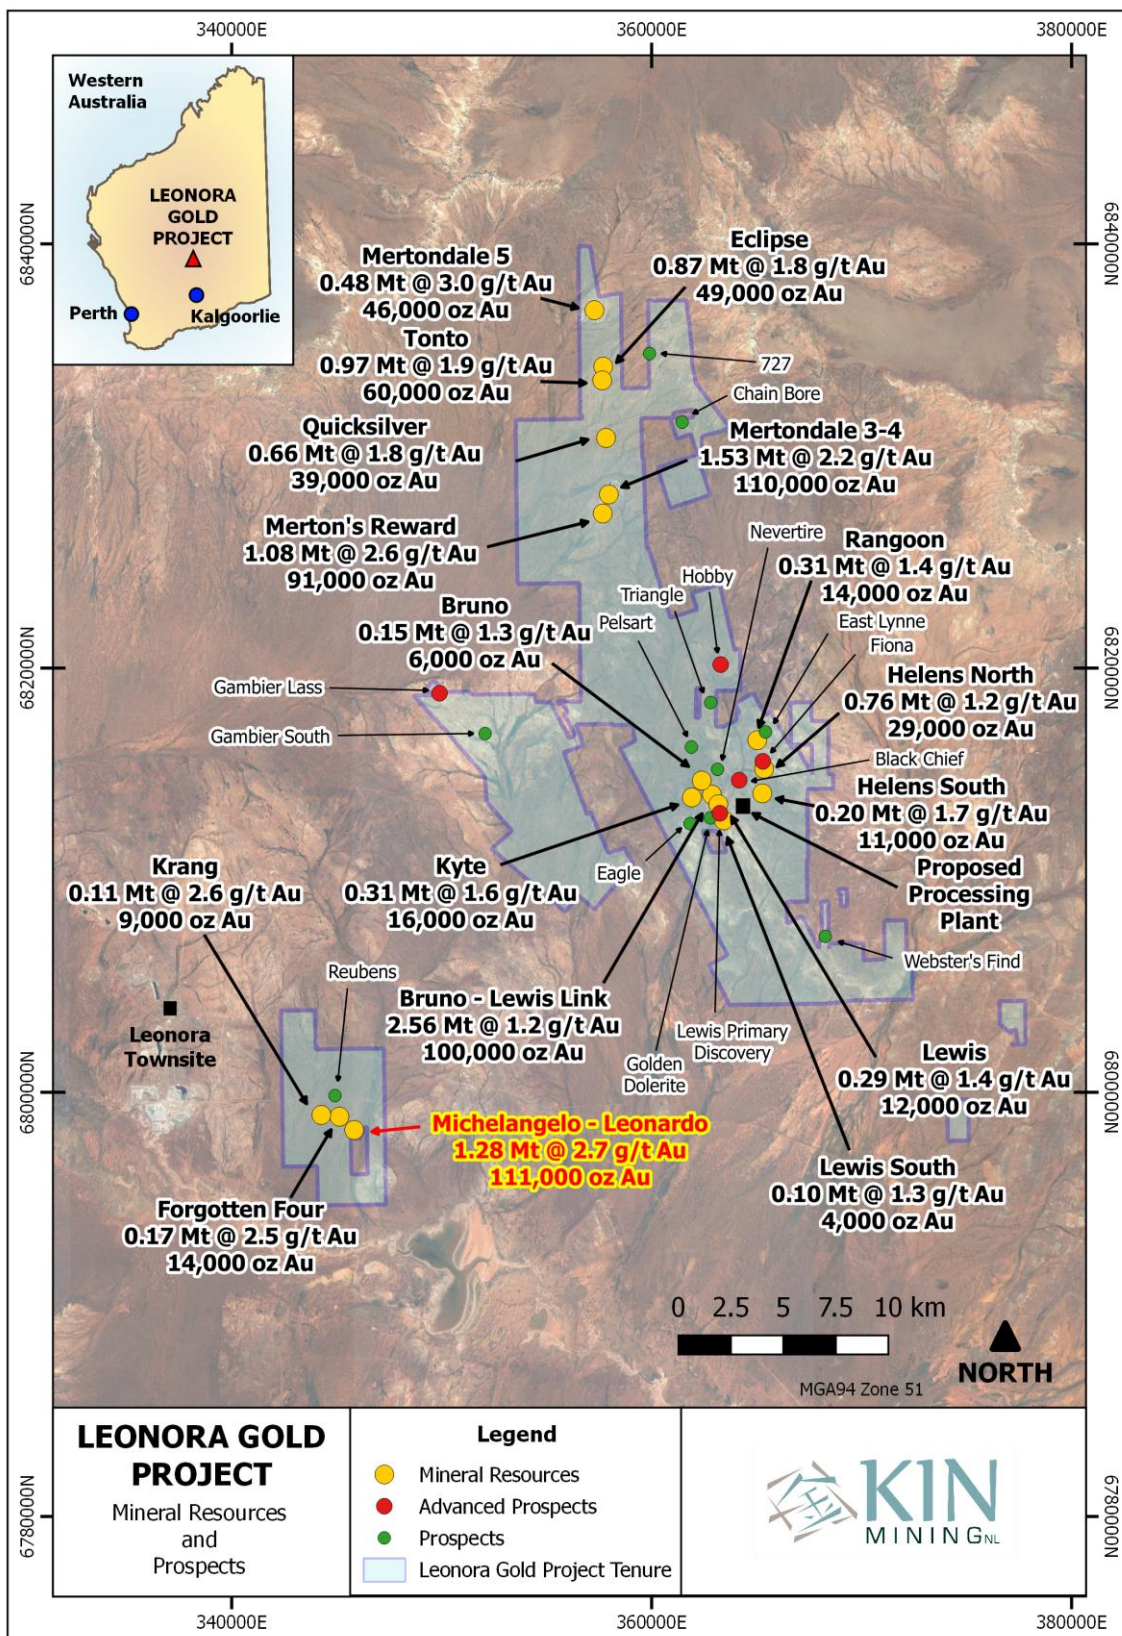 340000E
360000E
380000E
Western
Australia
LEONORA
GOLD
PROJECT
Perth
Kalgoorlie
6840000N
6840000N
Mertondale 5
0.48 Mt @ 3.0 g/t Au
46,000 oz Au
Eclipse
0.87 Mt @ 1.8 g/t Au
49,000 oz Au
Tonto
0.97 Mt @ 1.9 g/t Au
60,000 oz Au
727
Chain Bore
Quicksilver
0.66 Mt @ 1.8 g/t Au
39,000 oz Au
Mertondale 3-4
1.53 Mt @ 2.2 g/t Au
110,000 oz Au
Merton's Reward
1.08 Mt @ 2.6 g/t Au
91,000 oz Au
Nevertire
Rangoon
0.31 Mt @ 1.4 g/t Au
14,000 oz Au
Hobby
Triangle
Pelsart
Bruno
0.15 Mt @ 1.3 g/t Au
6,000 oz Au
East Lynne
Fiona
6820000N
6820000N
Gambier Lass
Gambier South
Helens North
0.76 Mt @ 1.2 g/t Au
29,000 oz Au
Black Chief
Helens South
0.20 Mt @ 1.7 g/t Au
11,000 oz Au
Krang
0.11 Mt @ 2.6 g/t Au
9,000 oz Au
Kyte
0.31 Mt @ 1.6 g/t Au
16,000 oz Au
Eagle
Proposed
Processing
Plant
Webster's Find
Reubens
Leonora
Townsite
Bruno - Lewis Link
2.56 Mt @ 1.2 g/t Au
100,000 oz Au
Golden
Dolerite
Lewis Primary
Discovery
Lewis
0.29 Mt @ 1.4 g/t Au
12,000 oz Au
6800000N
6800000N
Michelangelo - Leonardo
1.28 Mt @ 2.7 g/t Au
111,000 oz Au
Lewis South
0.10 Mt @ 1.3 g/t Au
4,000 oz Au
Forgotten Four
0.17 Mt @ 2.5 g/t Au
14,000 oz Au
0 2.5 5 7.5 10 km
NORTH
MGA94 Zone 51
LEONORA GOLD
PROJECT
Mineral Resources
and
Prospects
Legend
Mineral Resources
Advanced Prospects
Prospects
Leonora Gold Project Tenure
KIN
MINING NL
6780000N
6780000N
340000E
360000E
380000E